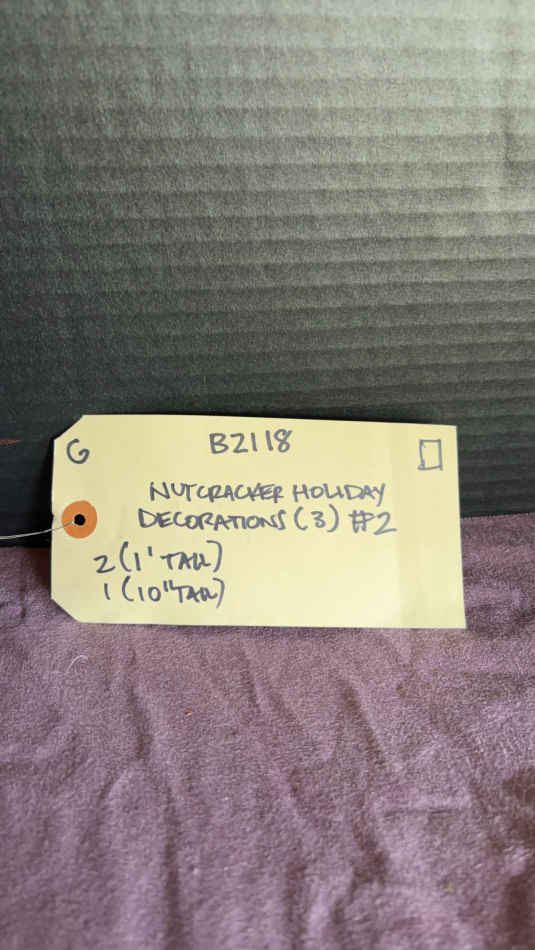 G
B2118
NUTCRACKER HOLIDAY
DECORATIONS (3) #2
2 (1' TALL)
1 (10" TALL)